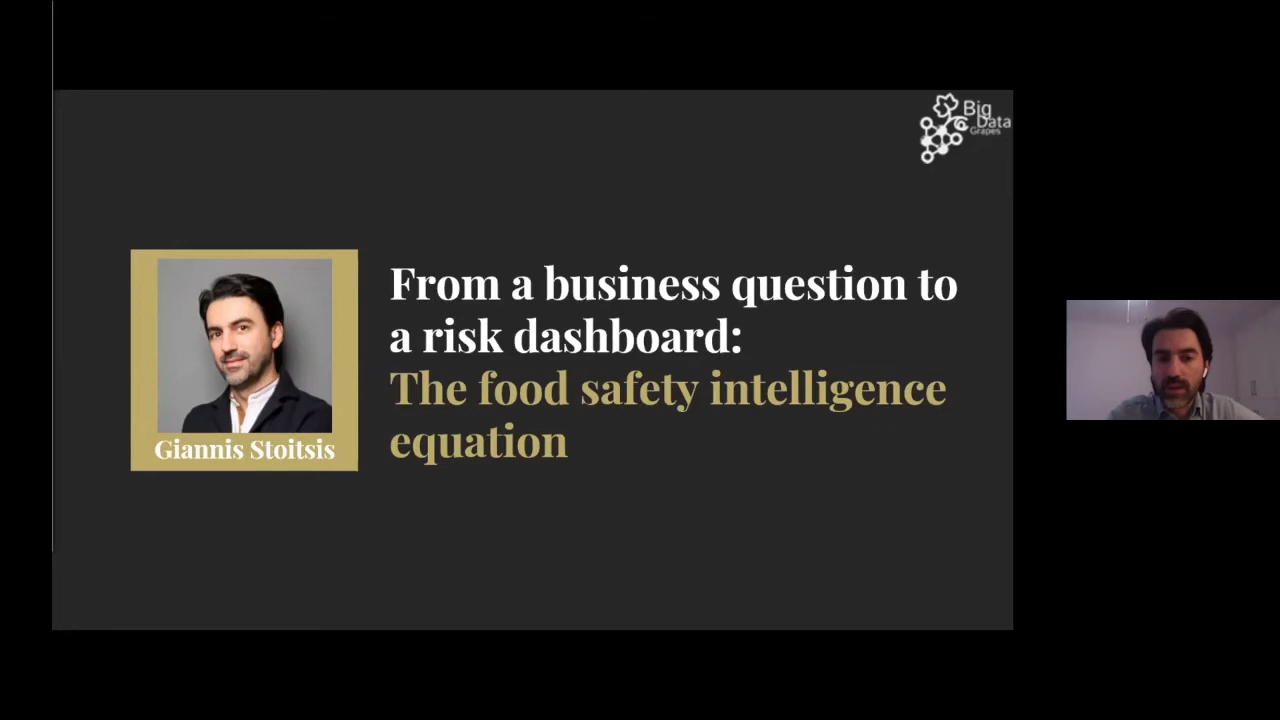 Big
Data
Grapes
From a business question to
a risk dashboard:
The food safety intelligence
equation
Giannis Stoitsis